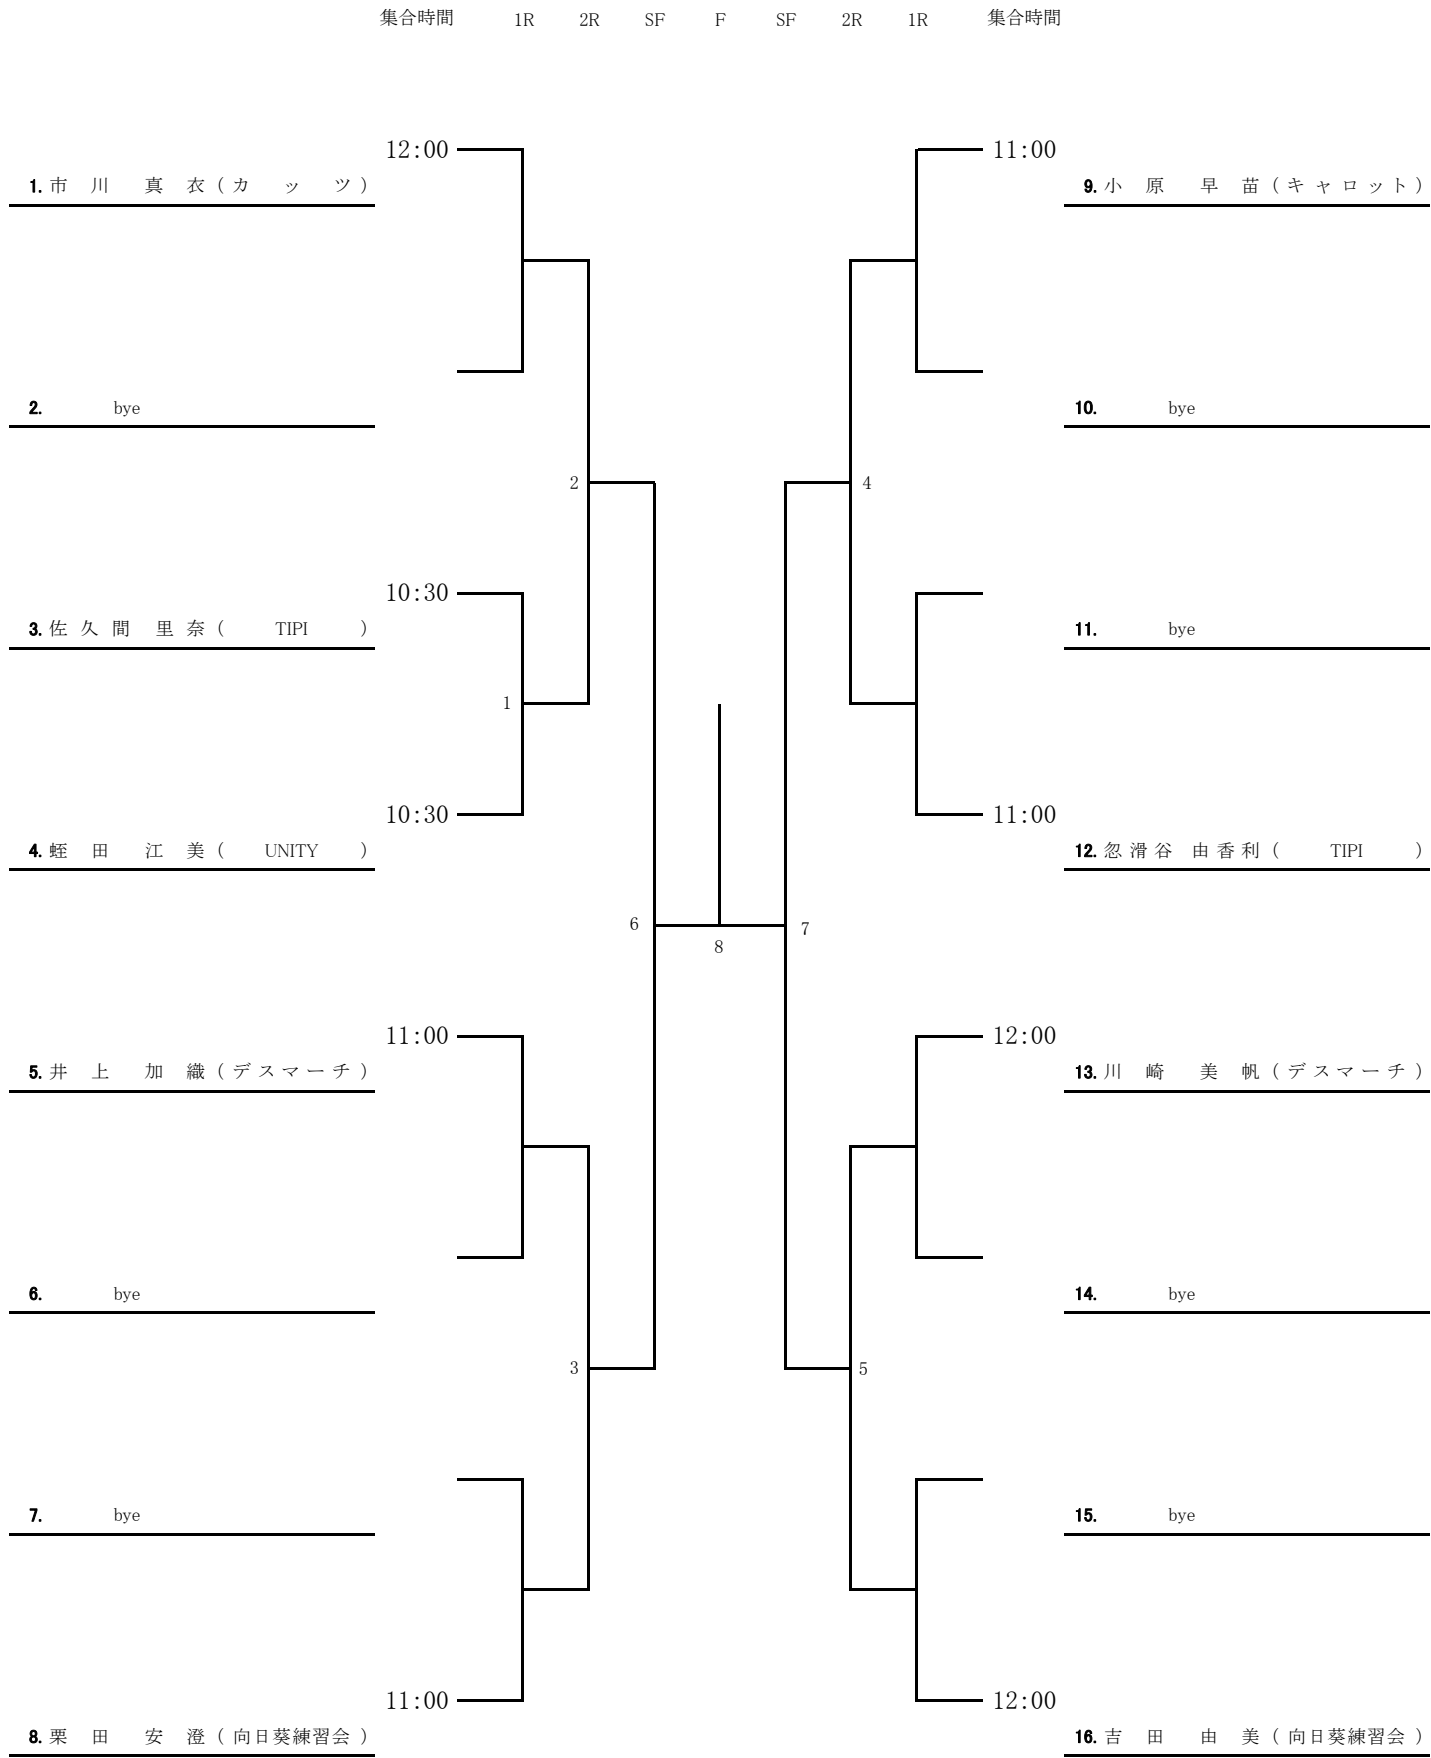 集合時間 1R 2R SF F SF 2R 1R 集合時間
12:00 11:00
1. 市川 真衣 (カッツ) 9. 小原 早苗 (キャロット)
2. bye 10. bye
2 4
10:30
3. 佐久間 里奈 ( TIPI ) 11. bye
1
10:30 11:00
4. 蛭田 江美 ( UNITY ) 12. 忽滑谷 由香利 ( TIPI )
6 7
8
11:00 12:00
5. 井上 加織 (デスマーチ) 13. 川崎 美帆 (デスマーチ)
6. bye 14. bye
3 5
7. bye 15. bye
11:00 12:00
8. 栗田 安澄 (向日葵練習会) 16. 吉田 由美 (向日葵練習会)